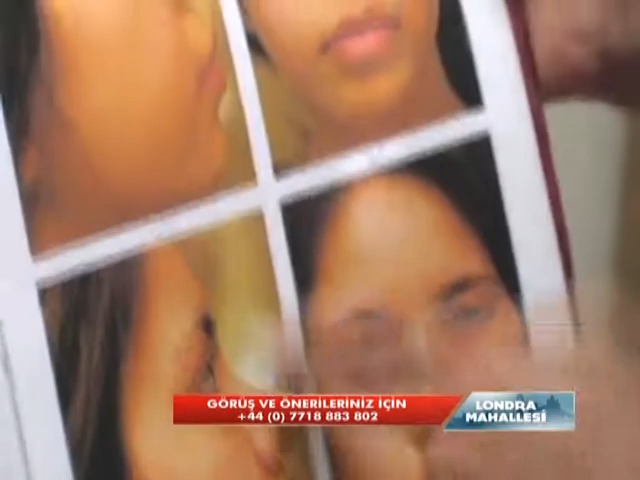 GÖRÜŞ VE ÖNERİLERİNİZ İÇİN
+44 (0) 7718 883 802
LONDRA
MAHALLESİ